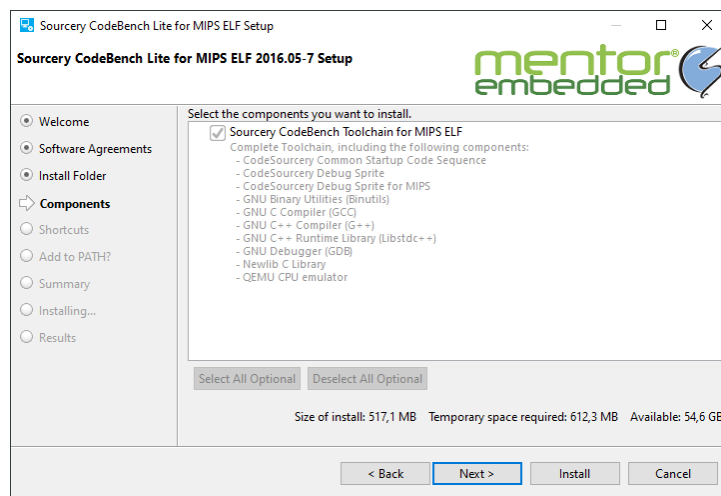 Sourcery CodeBench Lite for MIPS ELF Setup
Sourcery CodeBench Lite for MIPS ELF 2016.05-7 Setup
mentor®
embedded
Welcome
Software Agreements
Install Folder
Components
Shortcuts
Add to PATH?
Summary
Installing...
Results
Select the components you want to install.
Sourcery CodeBench Toolchain for MIPS ELF
Complete Toolchain, including the following components:
- CodeSourcery Common Startup Code Sequence
- CodeSourcery Debug Sprite
- CodeSourcery Debug Sprite for MIPS
- GNU Binary Utilities (Binutils)
- GNU C Compiler (GCC)
- GNU C++ Compiler (G++)
- GNU C++ Runtime Library (Libstdc++)
- GNU Debugger (GDB)
- Newlib C Library
- QEMU CPU emulator
Select All Optional Deselect All Optional
Size of install: 517,1 MB Temporary space required: 612,3 MB Available: 54,6 GB
< Back Next > Install Cancel